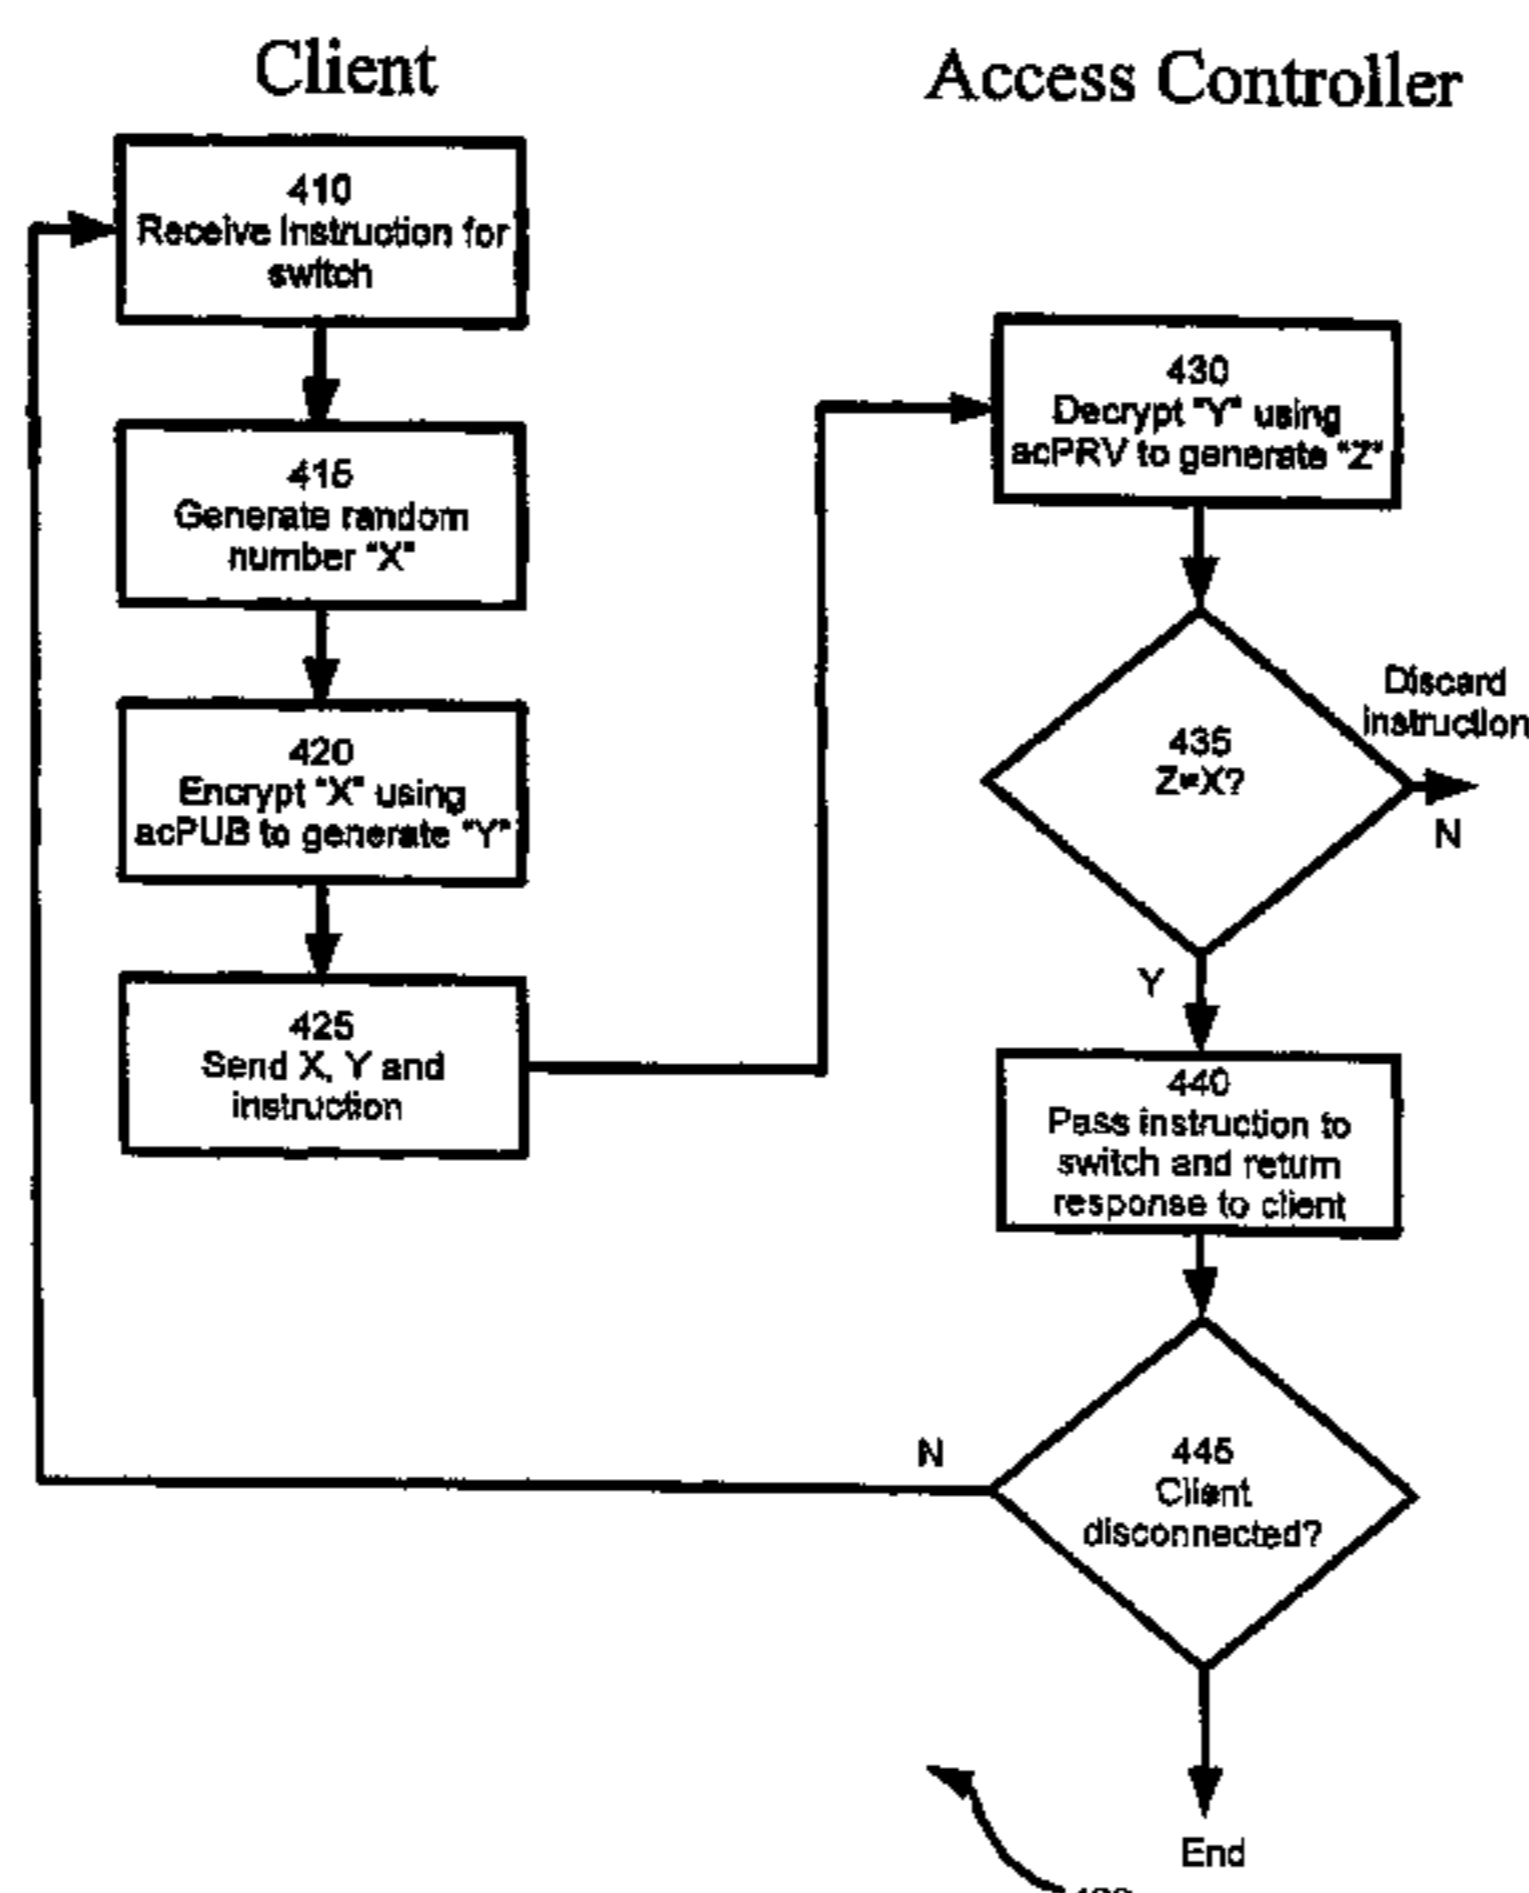 Client
Access Controller
410
Receive Instruction for
switch
415
Generate random
number "X"
420
Encrypt "X" using
acPUB to generate "Y"
425
Send X, Y and
instruction
430
Decrypt "Y" using
acPRV to generate "Z"
435
Z=X?
Discard
instruction
N
Y
440
Pass instruction to
switch and return
response to client
445
Client
disconnected?
N
End